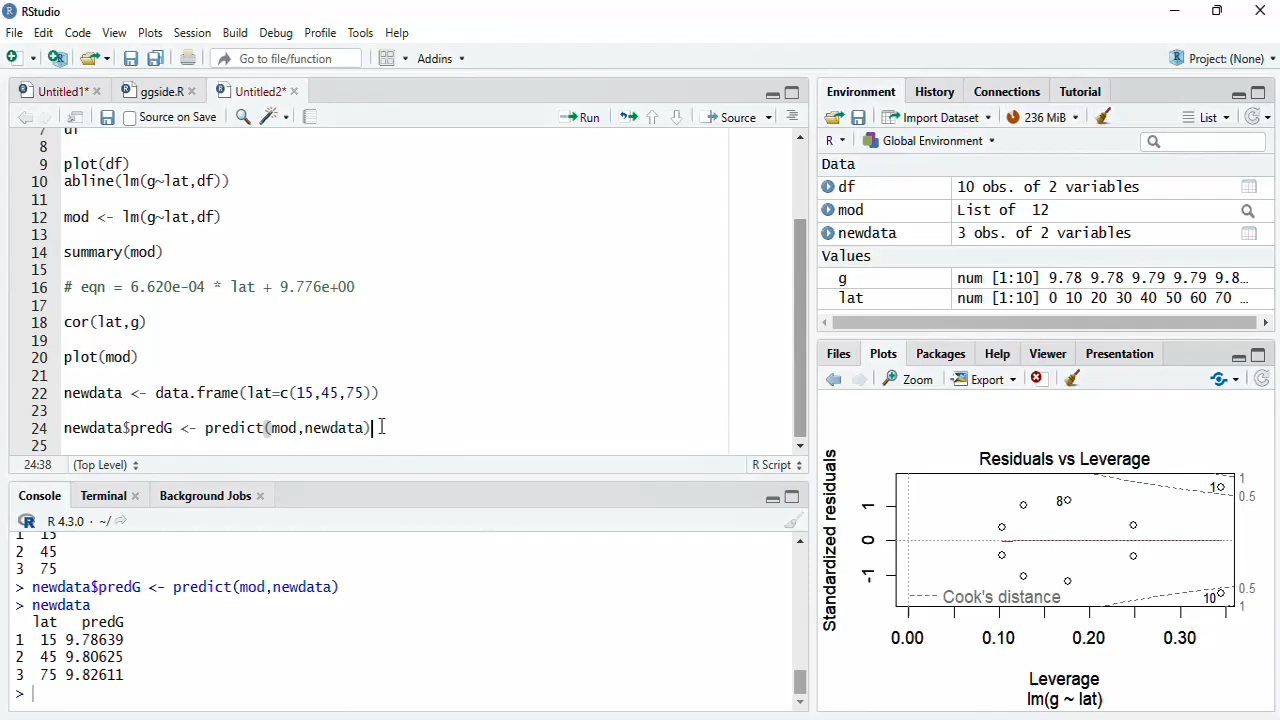 RStudio
File Edit Code View Plots Session Build Debug Profile Tools Help
Go to file/function Addins Project: (None)
Untitled1* ggside.R Untitled2*
Source on Save Run Source
7 df
8
9 plot(df)
10 abline(lm(g~lat,df))
11
12 mod <- lm(g~lat,df)
13
14 summary(mod)
15
16 # eqn = 6.620e-04 * lat + 9.776e+00
17
18 cor(lat,g)
19
20 plot(mod)
21
22 newdata <- data.frame(lat=c(15,45,75))
23
24 newdata$predG <- predict(mod,newdata)
25
24:38 (Top Level) R Script
Console Terminal Background Jobs
R 4.3.0 · ~/
1 15
2 45
3 75
> newdata$predG <- predict(mod,newdata)
> newdata
lat predG
1 15 9.78639
2 45 9.80625
3 75 9.82611
>
Environment History Connections Tutorial
Import Dataset 236 MiB List
R Global Environment
Data
df 10 obs. of 2 variables
mod List of 12
newdata 3 obs. of 2 variables
Values
g num [1:10] 9.78 9.78 9.79 9.79 9.8…
lat num [1:10] 0 10 20 30 40 50 60 70 …
Files Plots Packages Help Viewer Presentation
Zoom Export
Residuals vs Leverage
Standardized residuals
1
0
-1
1
8
10
1
0.5
0.5
1
Cook's distance
0.00 0.10 0.20 0.30
Leverage
lm(g ~ lat)